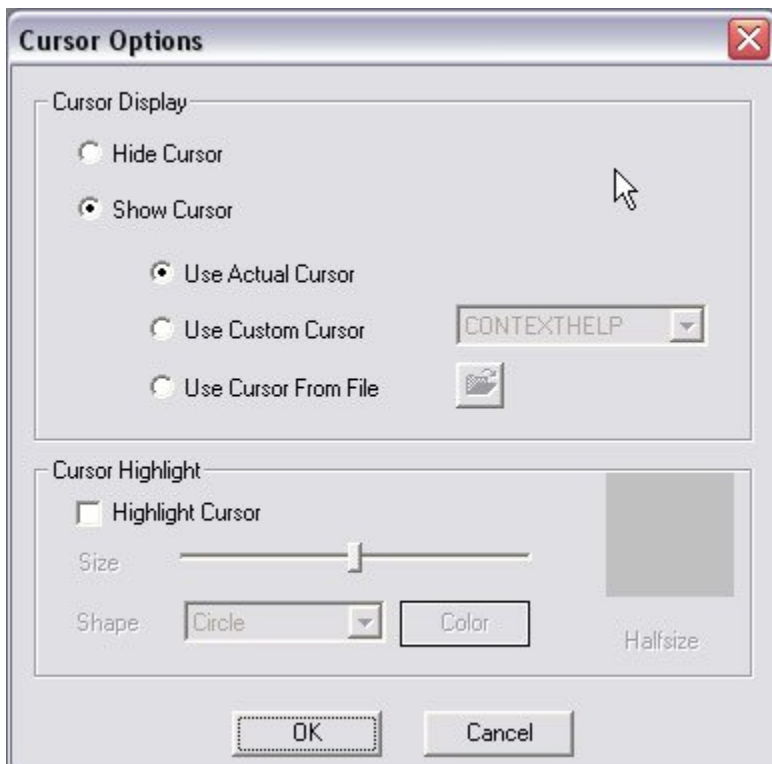 Cursor Options
Cursor Display
Hide Cursor
Show Cursor
Use Actual Cursor
Use Custom Cursor CONTEXTHELP
Use Cursor From File
Cursor Highlight
Highlight Cursor
Size
Shape Circle Color
Halfsize
OK Cancel